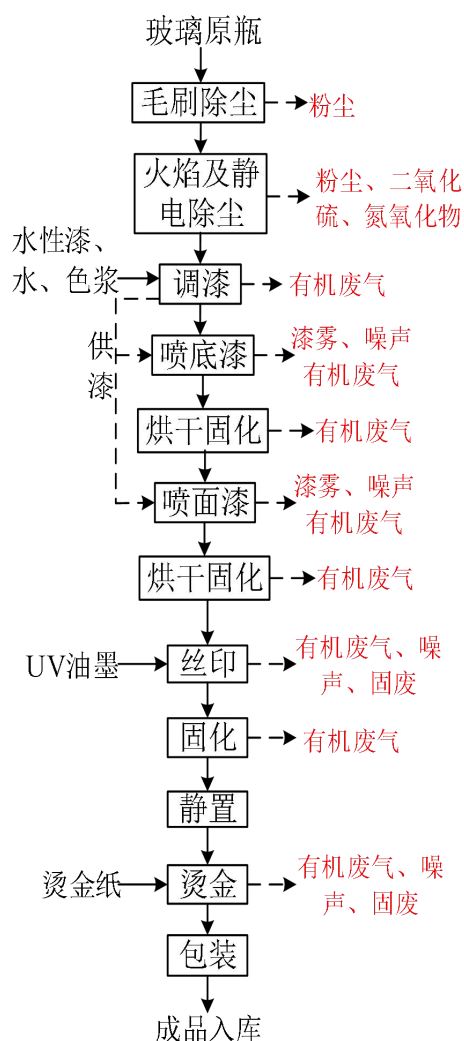 玻璃原瓶
毛刷除尘
粉尘
火焰及静
电除尘
粉尘、二氧化
硫、氮氧化物
水性漆、
水、色浆
调漆
有机废气
供
漆
喷底漆
漆雾、噪声
有机废气
烘干固化
有机废气
喷面漆
漆雾、噪声
有机废气
烘干固化
有机废气
UV油墨
丝印
有机废气、噪
声、固废
固化
有机废气
静置
烫金纸
烫金
有机废气、噪
声、固废
包装
成品入库